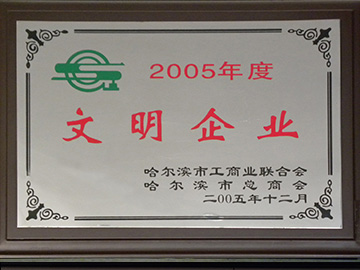 2005年度
文明企业
哈尔滨市工商业联合会
哈尔滨市总商会
二00五年十二月